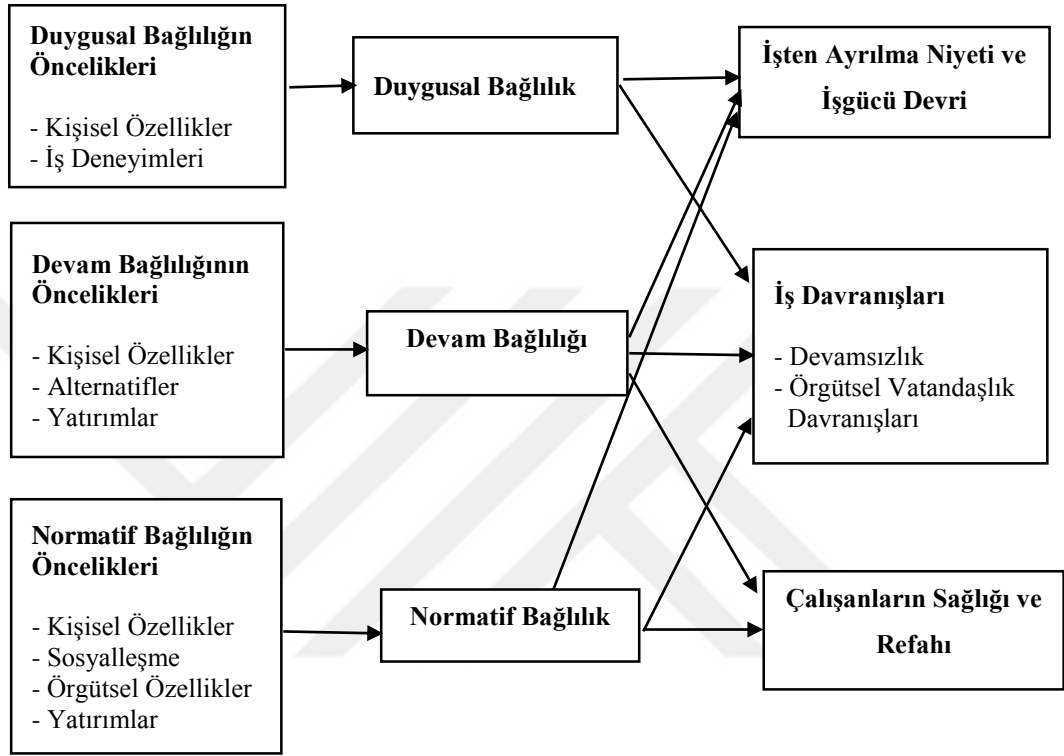 Duygusal Bağlılığın
Öncelikleri
- Kişisel Özellikler
- İş Deneyimleri
Duygusal Bağlılık
İşten Ayrılma Niyeti ve
İşgücü Devri
Devam Bağlılığının
Öncelikleri
- Kişisel Özellikler
- Alternatifler
- Yatırımlar
Devam Bağlılığı
İş Davranışları
- Devamsızlık
- Örgütsel Vatandaşlık
Davranışları
Normatif Bağlılığın
Öncelikleri
- Kişisel Özellikler
- Sosyalleşme
- Örgütsel Özellikler
- Yatırımlar
Normatif Bağlılık
Çalışanların Sağlığı ve
Refahı